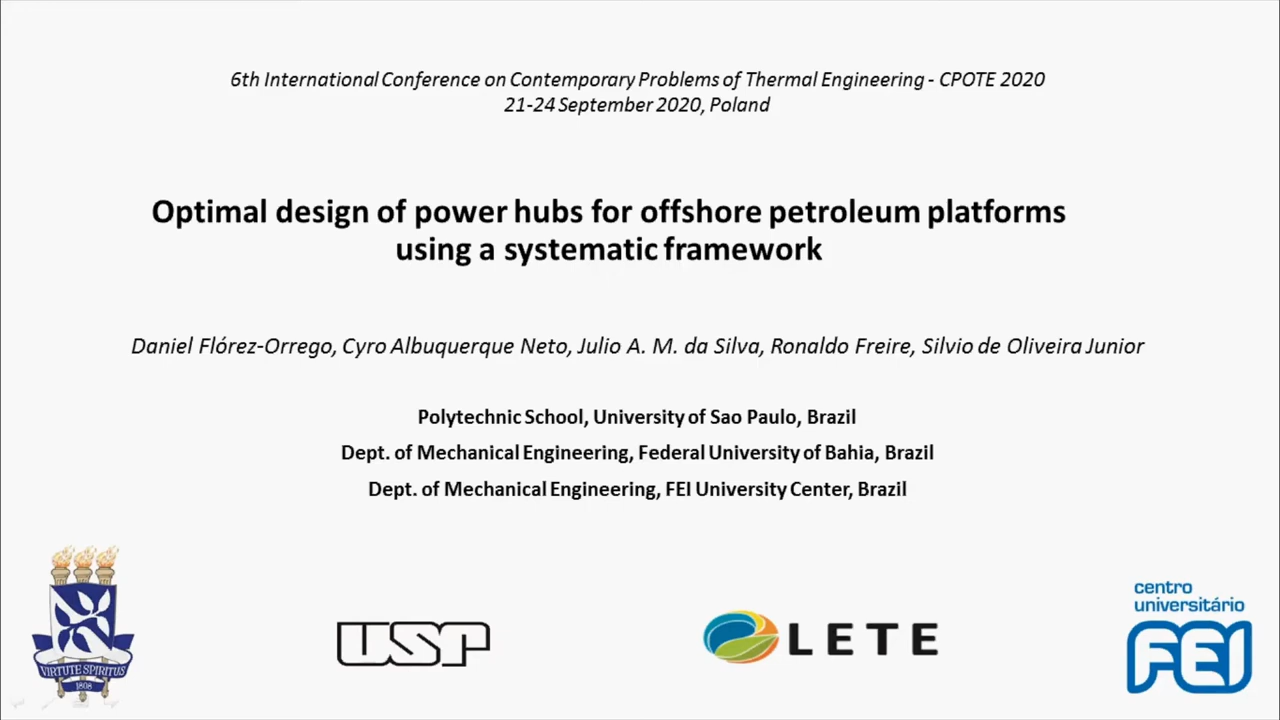 6th International Conference on Contemporary Problems of Thermal Engineering - CPOTE 2020
21-24 September 2020, Poland
Optimal design of power hubs for offshore petroleum platforms
using a systematic framework
Daniel Flórez-Orrego, Cyro Albuquerque Neto, Julio A. M. da Silva, Ronaldo Freire, Silvio de Oliveira Junior
Polytechnic School, University of Sao Paulo, Brazil
Dept. of Mechanical Engineering, Federal University of Bahia, Brazil
Dept. of Mechanical Engineering, FEI University Center, Brazil
VIRTUTE SPIRITUS
1808
USP
LETE
centro
universitário
FEI